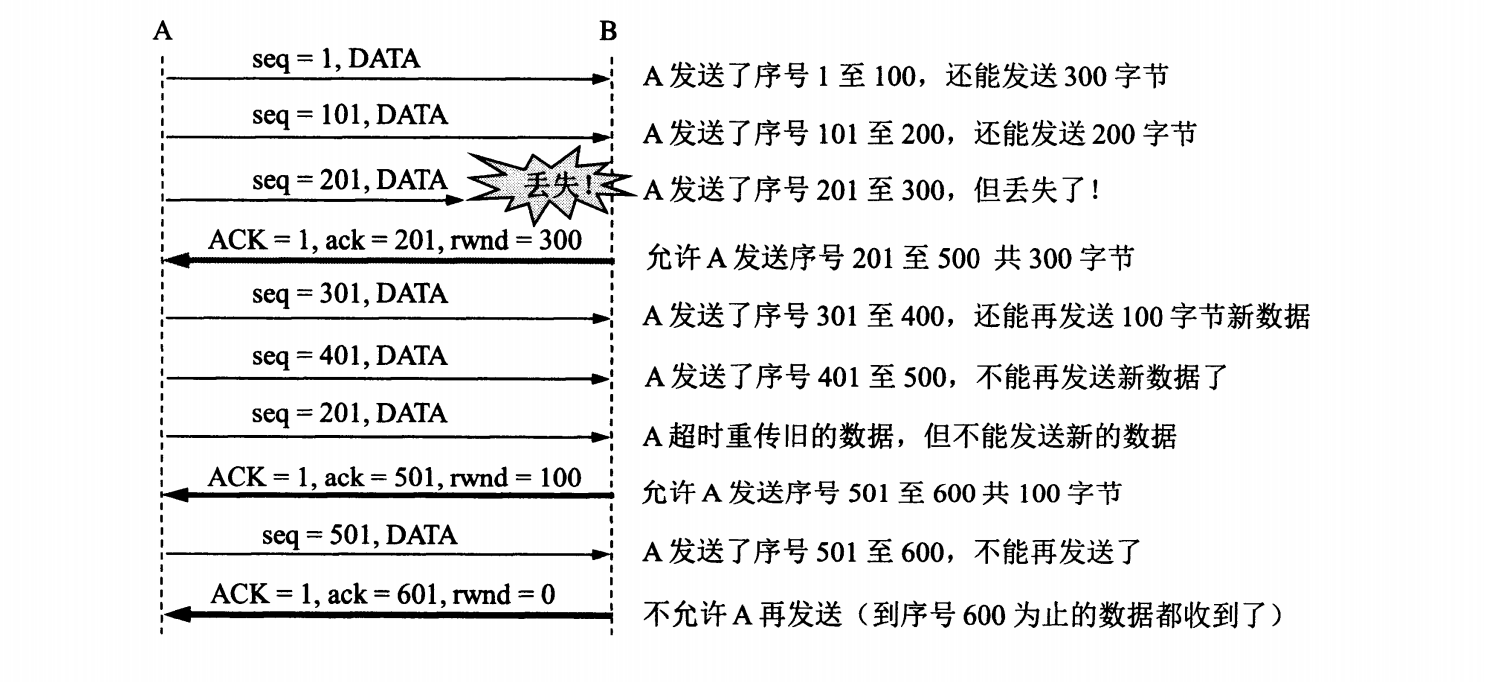 A B
seq = 1, DATA
A 发送了序号 1 至 100，还能发送 300 字节
seq = 101, DATA
A 发送了序号 101 至 200，还能发送 200 字节
seq = 201, DATA
丢失！
A 发送了序号 201 至 300，但丢失了！
ACK = 1, ack = 201, rwnd = 300
允许 A 发送序号 201 至 500 共 300 字节
seq = 301, DATA
A 发送了序号 301 至 400，还能再发送 100 字节新数据
seq = 401, DATA
A 发送了序号 401 至 500，不能再发送新数据了
seq = 201, DATA
A 超时重传旧的数据，但不能发送新的数据
ACK = 1, ack = 501, rwnd = 100
允许 A 发送序号 501 至 600 共 100 字节
seq = 501, DATA
A 发送了序号 501 至 600，不能再发送了
ACK = 1, ack = 601, rwnd = 0
不允许 A 再发送（到序号 600 为止的数据都收到了）